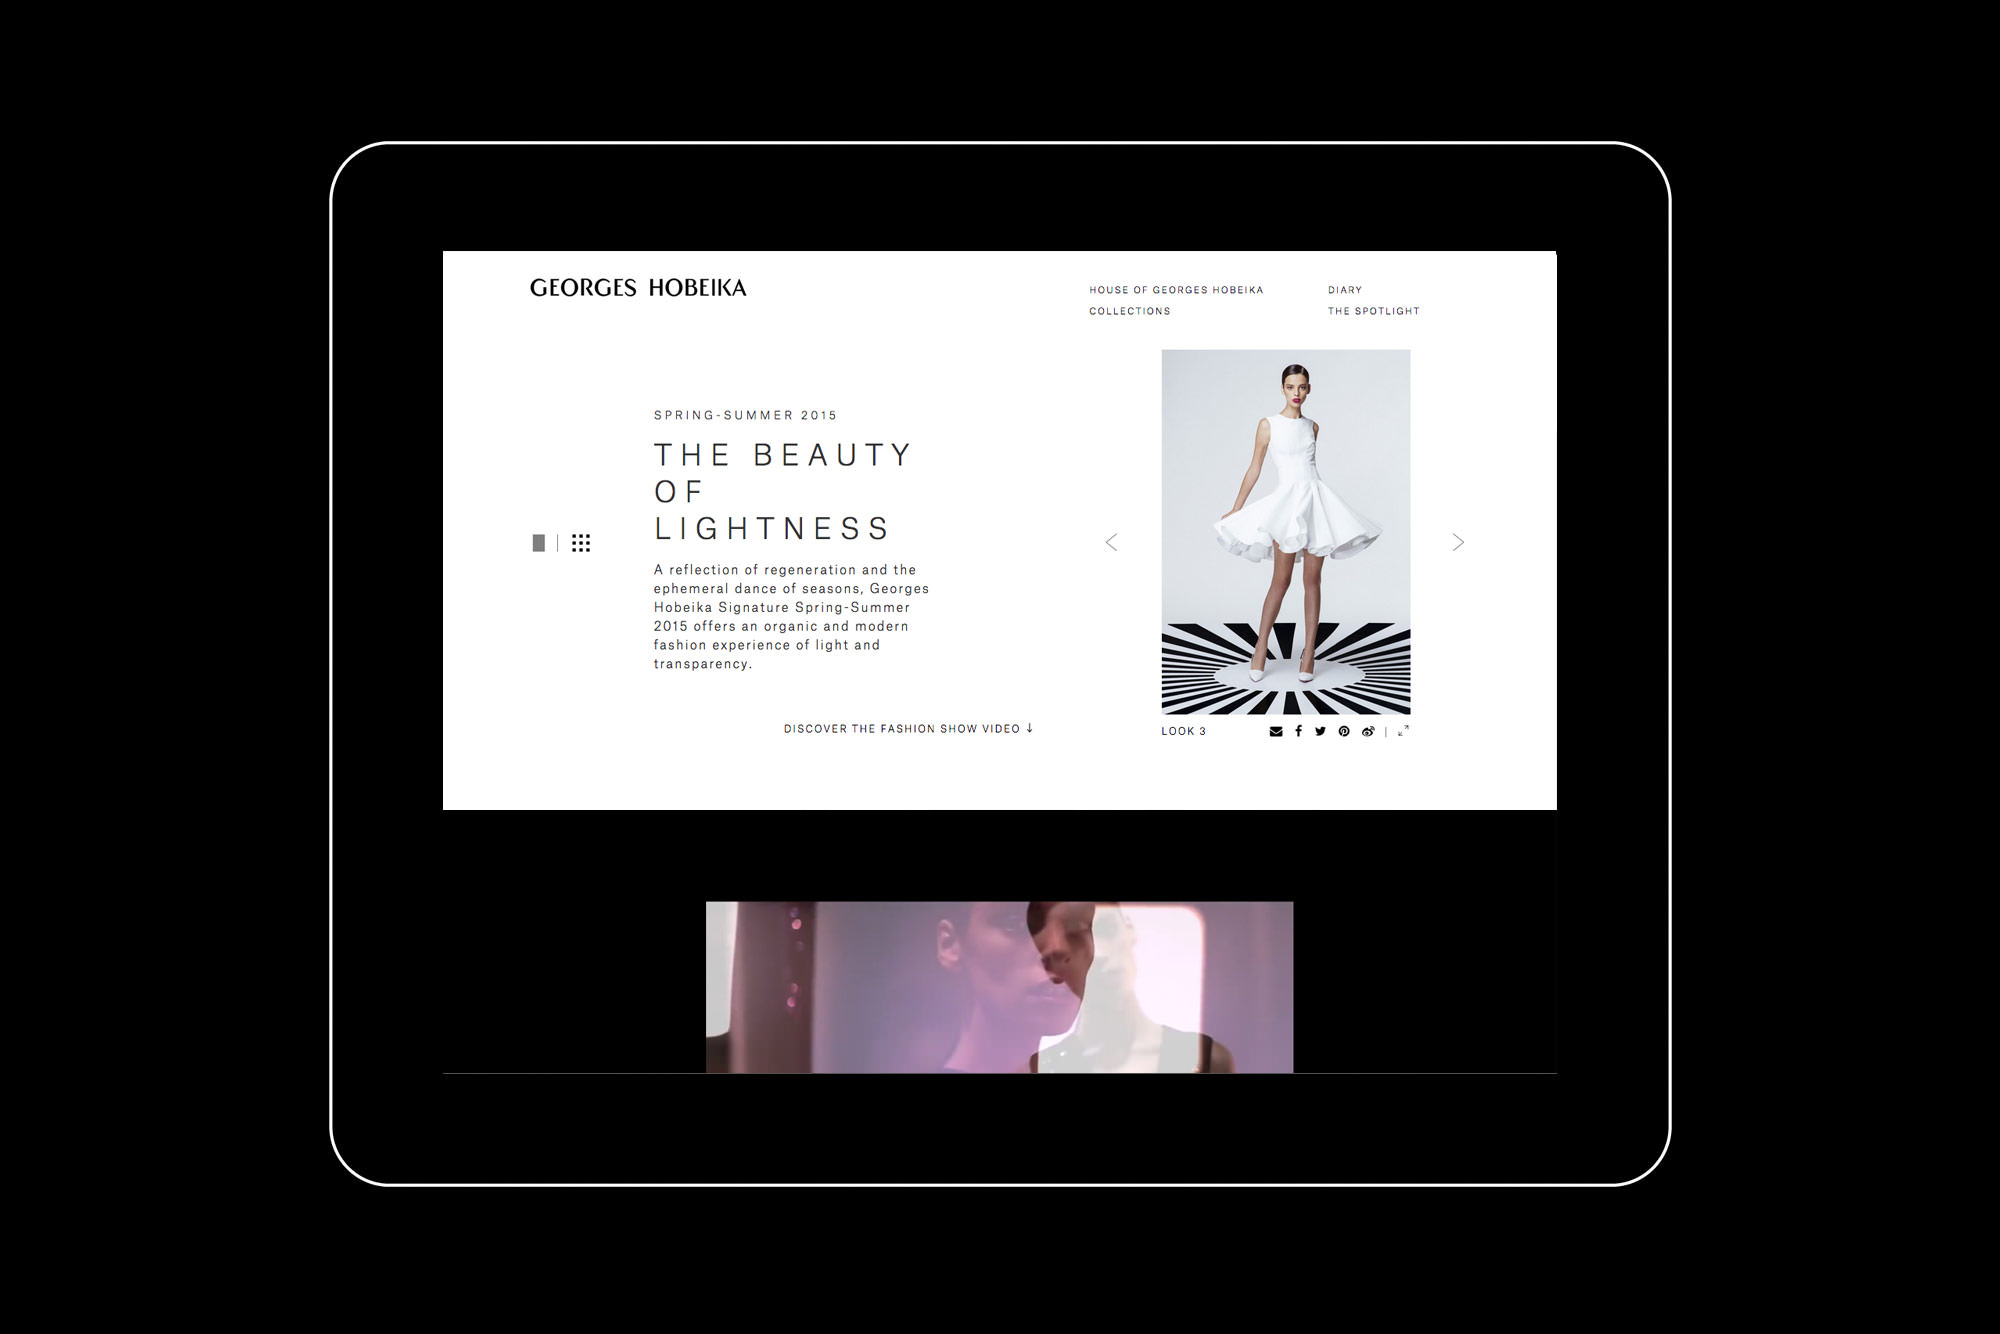 GEORGES HOBEIKA
HOUSE OF GEORGES HOBEIKA
COLLECTIONS
DIARY
THE SPOTLIGHT
SPRING-SUMMER 2015
THE BEAUTY
OF
LIGHTNESS
A reflection of regeneration and the
ephemeral dance of seasons, Georges
Hobeika Signature Spring-Summer
2015 offers an organic and modern
fashion experience of light and
transparency.
DISCOVER THE FASHION SHOW VIDEO ↓
LOOK 3